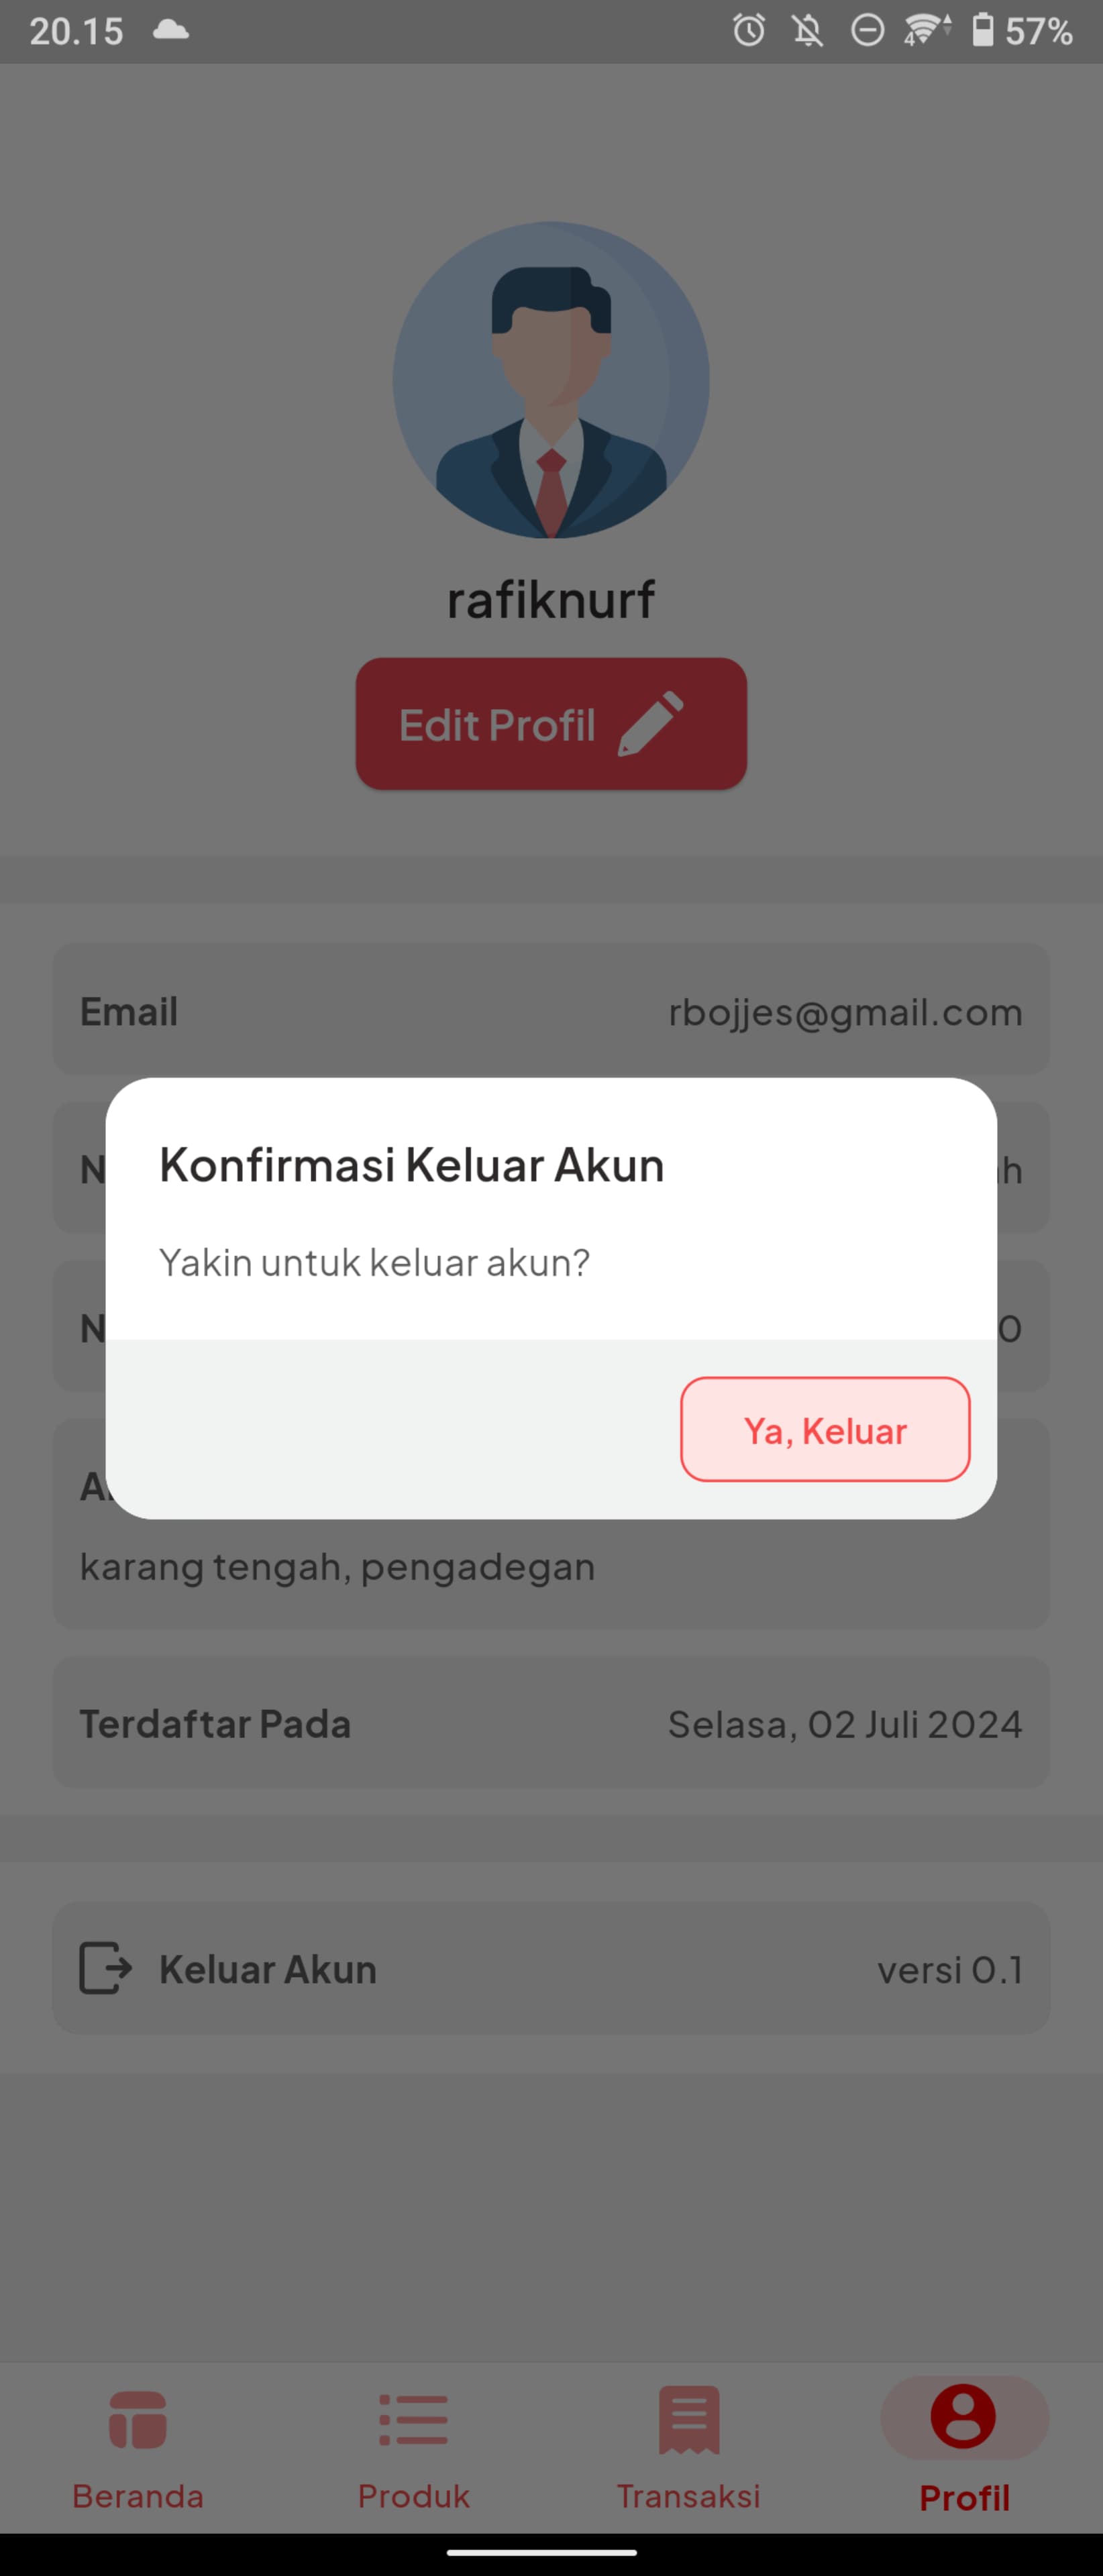 20.15
4
57%
rafiknurf
Edit Profil
Email rbojjes@gmail.com
Konfirmasi Keluar Akun
Yakin untuk keluar akun?
Ya, Keluar
karang tengah, pengadegan
Terdaftar Pada Selasa, 02 Juli 2024
Keluar Akun versi 0.1
Beranda Produk Transaksi Profil